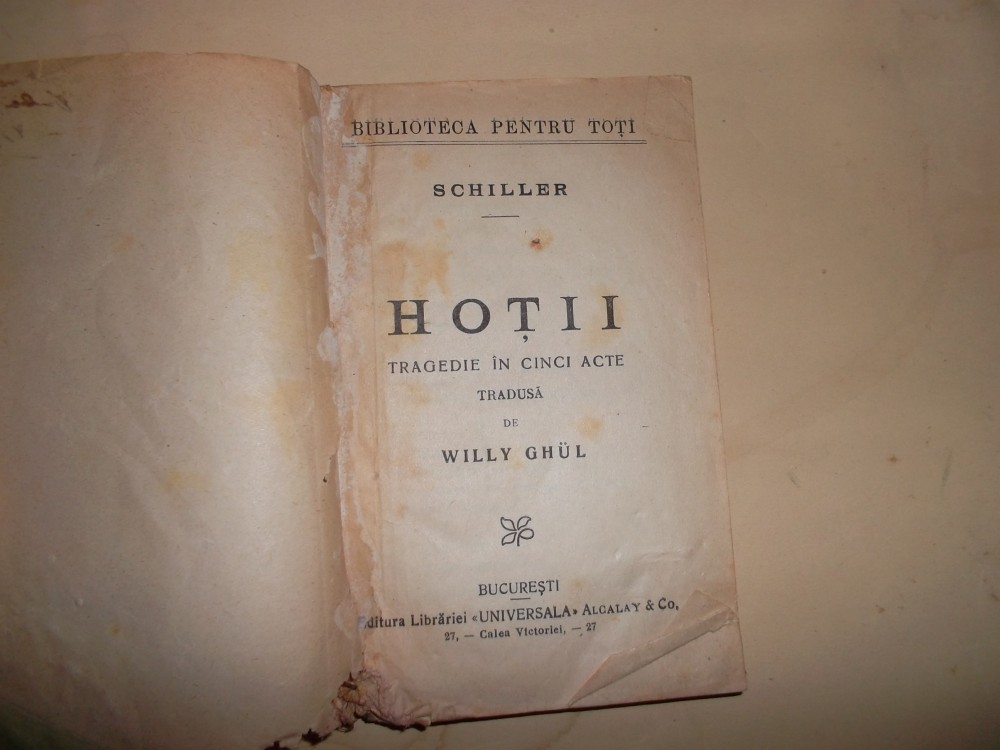 BIBLIOTECA PENTRU TOȚI
SCHILLER
HOȚII
TRAGEDIE ÎN CINCI ACTE
TRADUSĂ
DE
WILLY GHÜL
BUCUREȘTI
Editura Librăriei «UNIVERSALA» ALCALAY & Co,
27, — Calea Victoriei, — 27